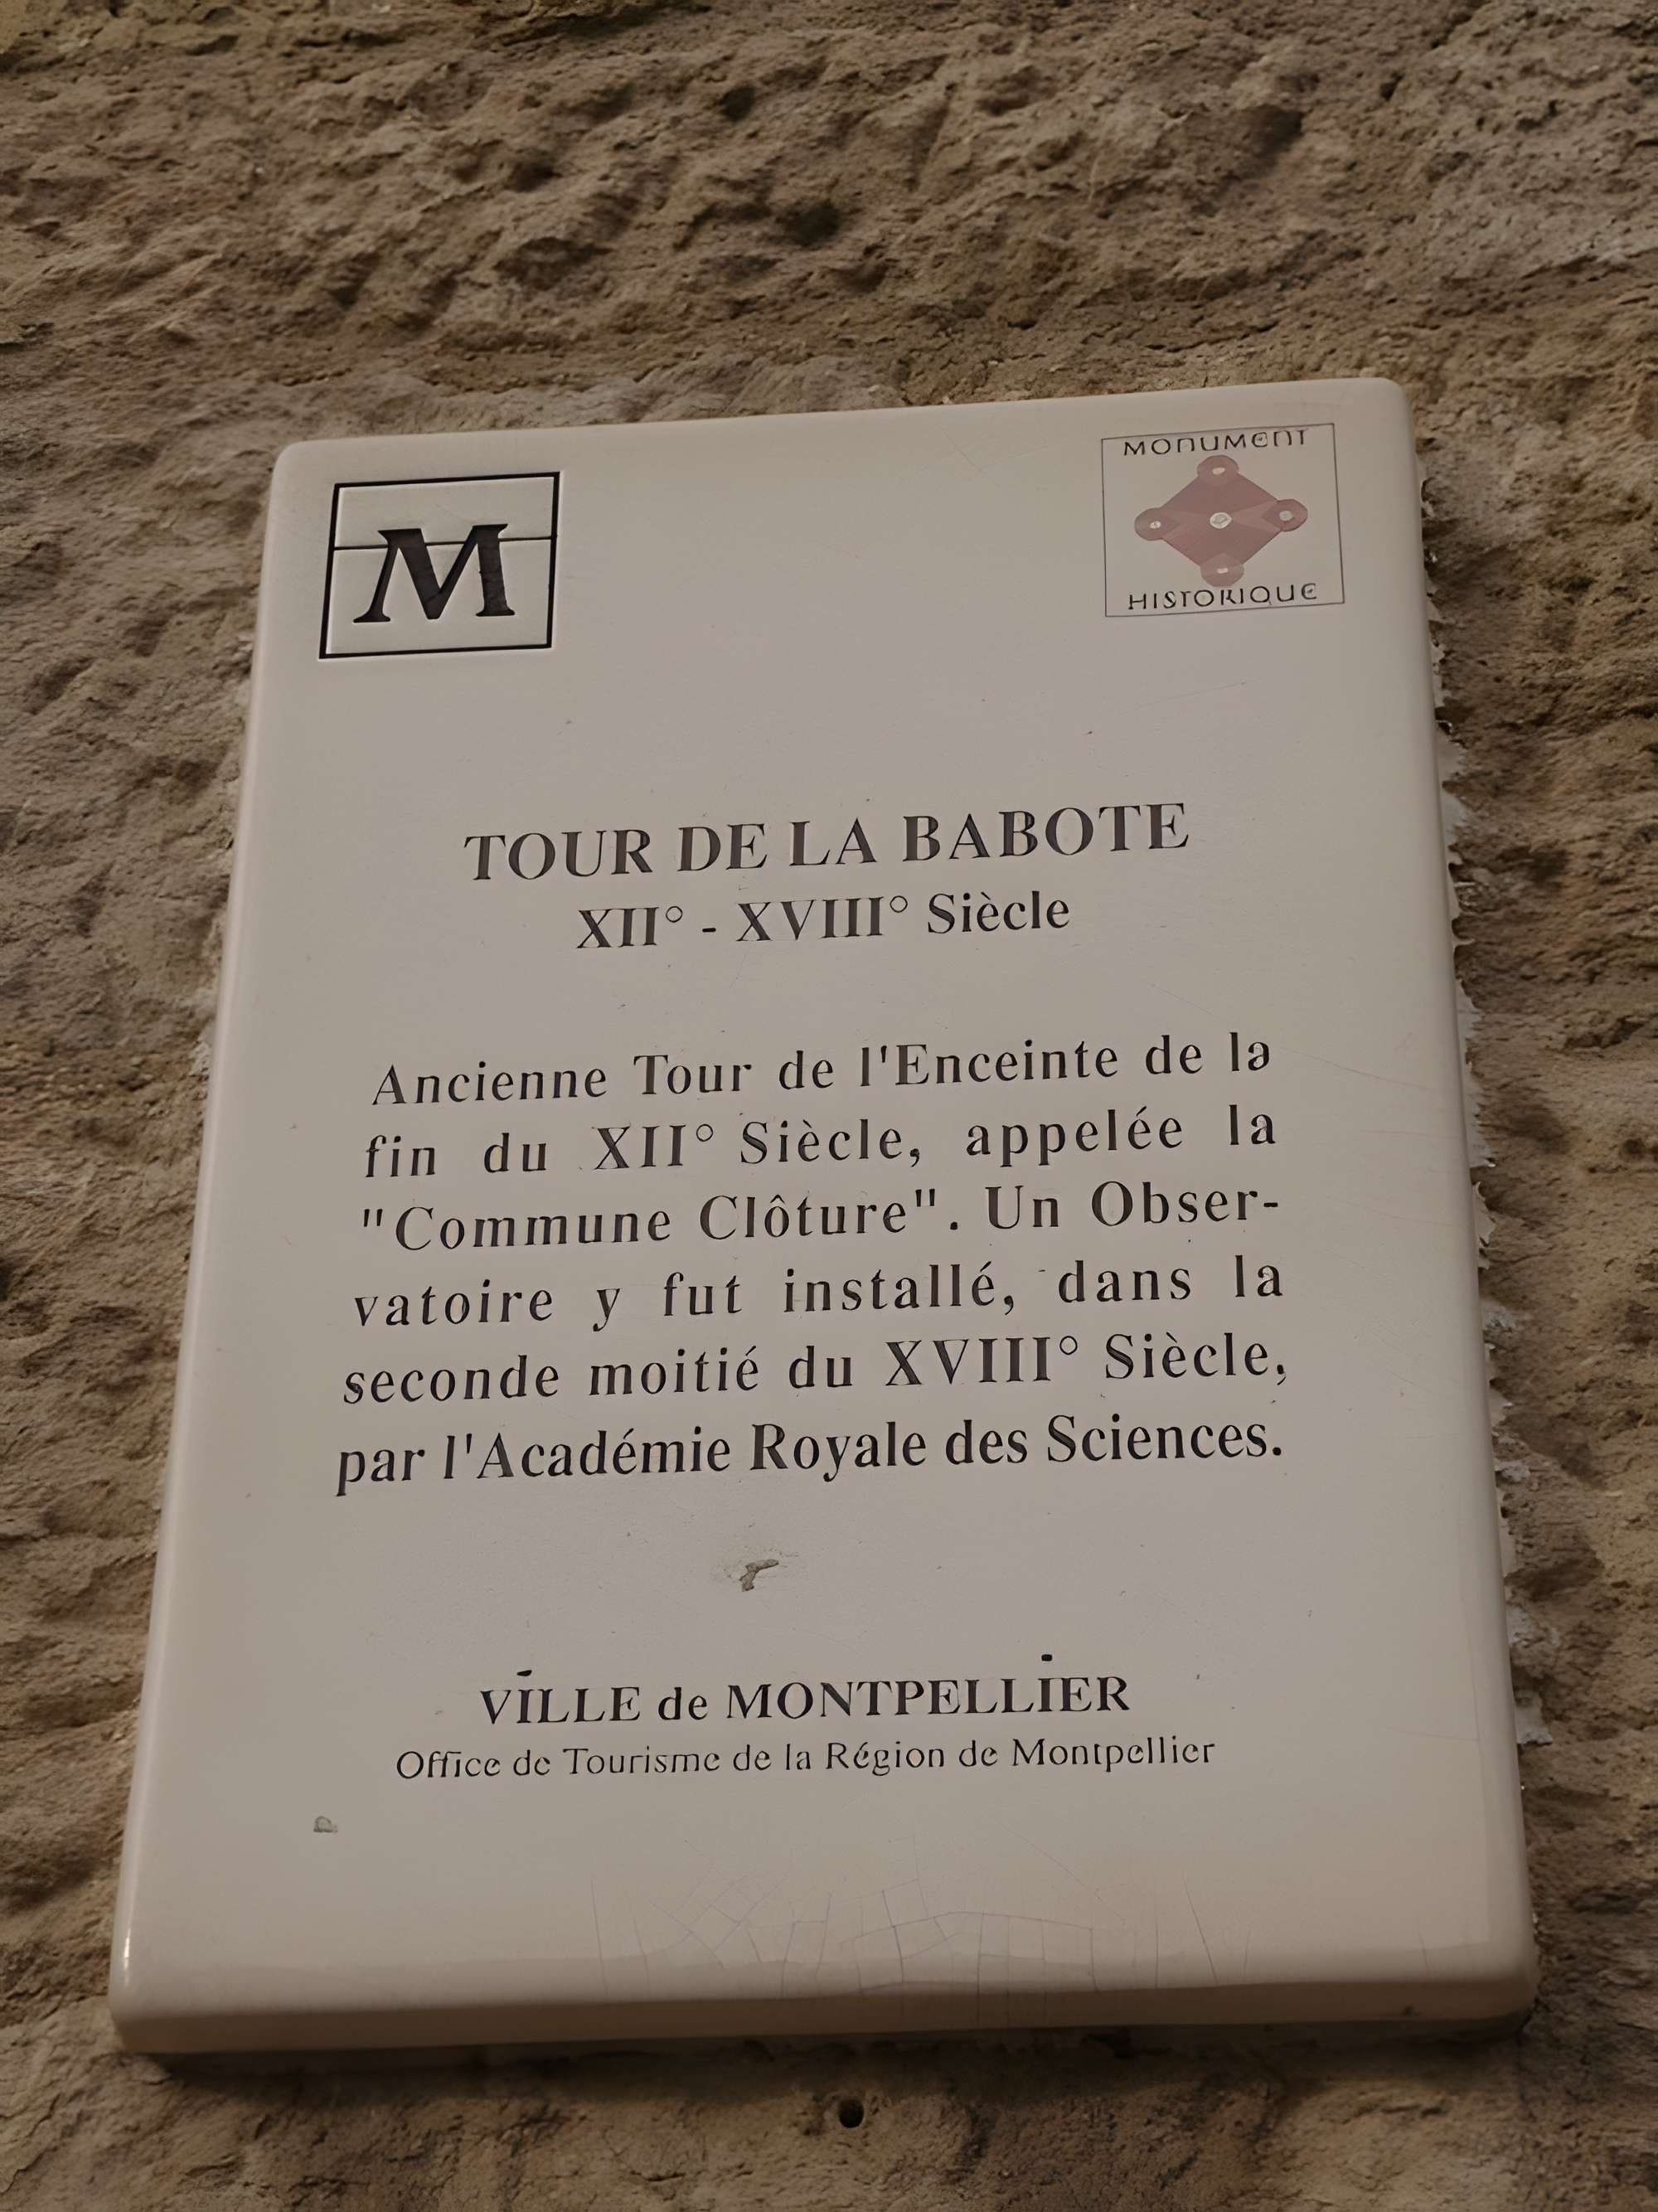 M
MONUMENT
HISTORIQUE
TOUR DE LA BABOTE
XII° - XVIII° Siècle
Ancienne Tour de l'Enceinte de la
fin du XII° Siècle, appelée la
"Commune Clôture". Un Obser-
vatoire y fut installé, dans la
seconde moitié du XVIII° Siècle,
par l'Académie Royale des Sciences.
VILLE de MONTPELLIER
Office de Tourisme de la Région de Montpellier